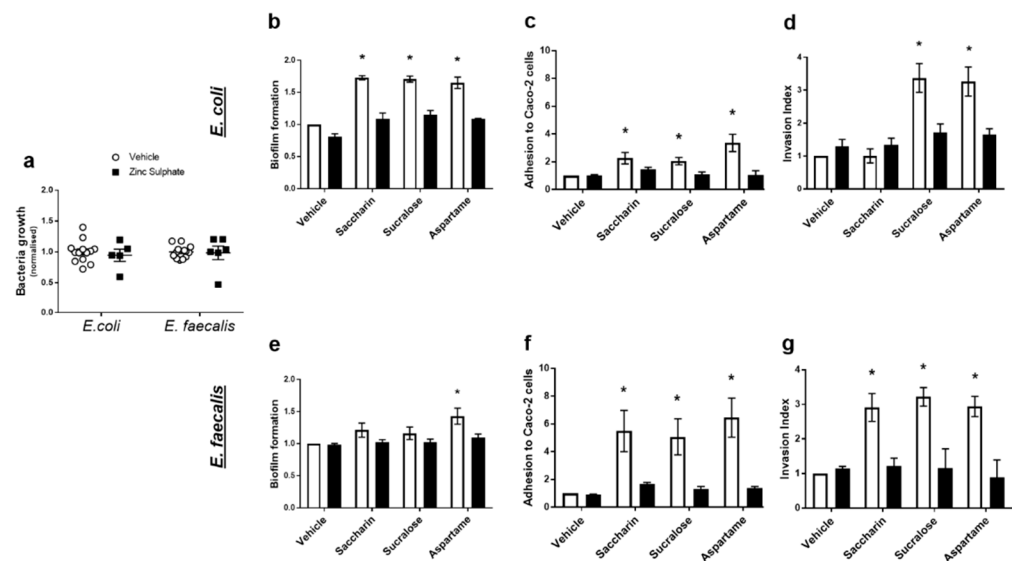 b
c
d
E. coli
Biofilm formation
2.0
1.5
1.0
0.5
0.0
* * *
Vehicle
Saccharin
Sucralose
Aspartame
Adhesion to Caco-2 cells
10
8
6
4
2
0
* * *
Vehicle
Saccharin
Sucralose
Aspartame
Invasion Index
4
3
2
1
0
* *
Vehicle
Saccharin
Sucralose
Aspartame
a
Vehicle
Zinc Sulphate
Bacteria growth
(normalised)
2.0
1.5
1.0
0.5
0.0
E.coli E. faecalis
e
f
g
E. faecalis
Biofilm formation
2.0
1.5
1.0
0.5
0.0
*
Vehicle
Saccharin
Sucralose
Aspartame
Adhesion to Caco-2 cells
10
8
6
4
2
0
* * *
Vehicle
Saccharin
Sucralose
Aspartame
Invasion Index
4
3
2
1
0
* * *
Vehicle
Saccharin
Sucralose
Aspartame